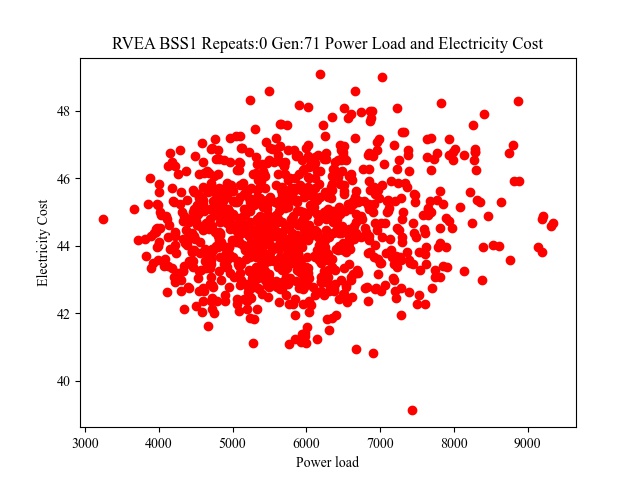 RVEA BSS1 Repeats:0 Gen:71 Power Load and Electricity Cost
48
46
44
42
40
Electricity Cost
3000 4000 5000 6000 7000 8000 9000
Power load